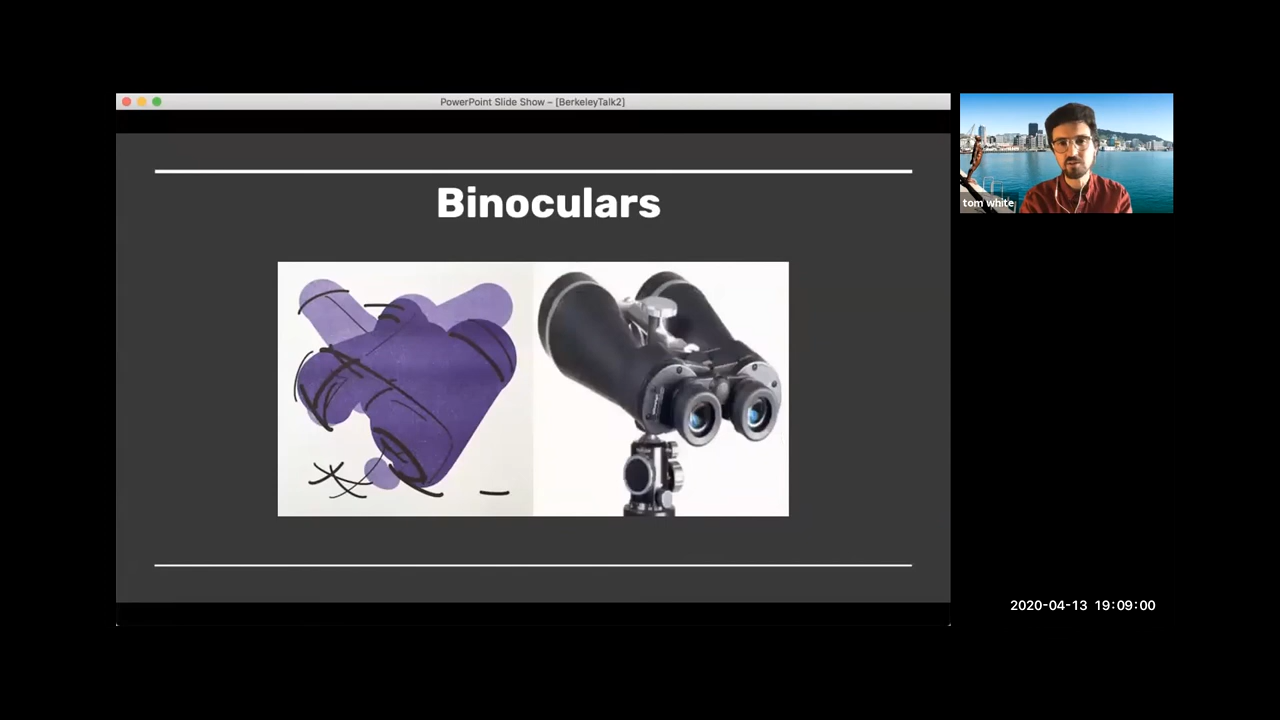 PowerPoint Slide Show – [BerkeleyTalk2]
Binoculars
tom white
2020-04-13 19:09:00